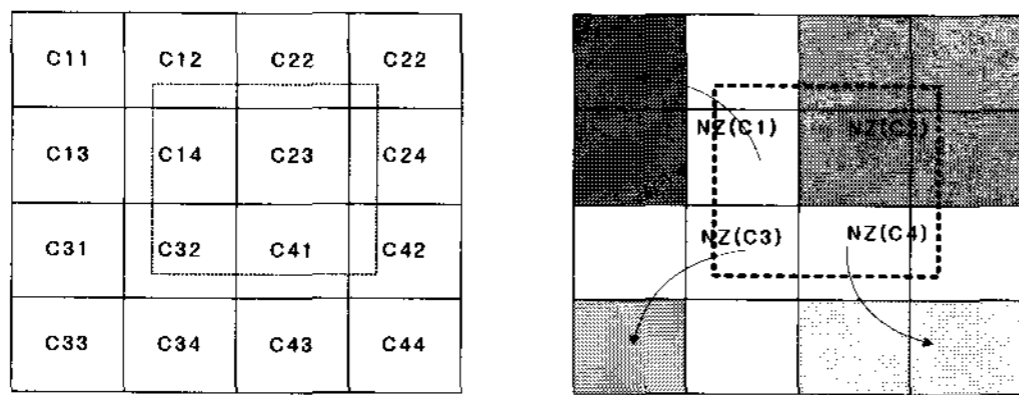 C11 C12 C22 C22
C13 C14 C23 C24
C31 C32 C41 C42
C33 C34 C43 C44
NZ(C1) NZ(C2)
NZ(C3) NZ(C4)